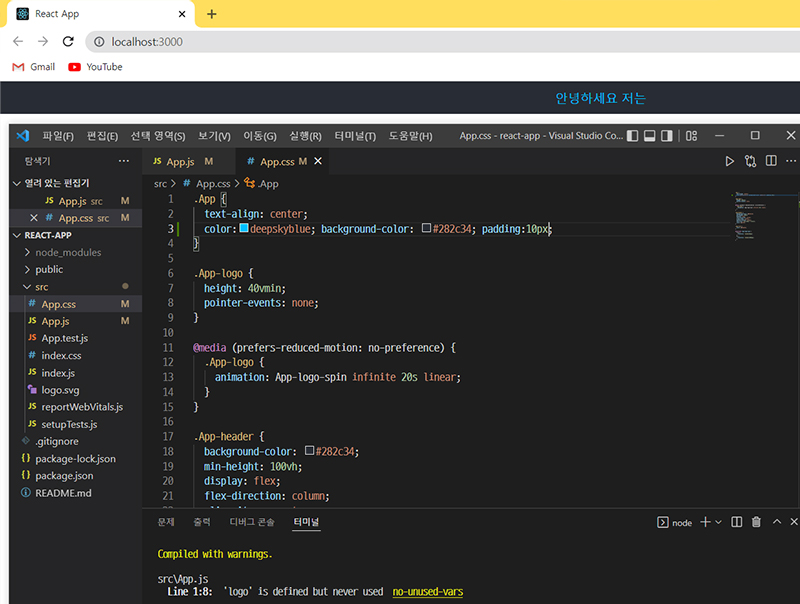 React App
localhost:3000
Gmail YouTube
안녕하세요 저는
파일(F) 편집(E) 선택 영역(S) 보기(V) 이동(G) 실행(R) 터미널(T) 도움말(H) App.css - react-app - Visual Studio Co...
탐색기
JS App.js M # App.css M
열려 있는 편집기
JS App.js src M
# App.css src M
REACT-APP
node_modules
public
src
# App.css M
JS App.js M
JS App.test.js
# index.css
JS index.js
logo.svg
JS reportWebVitals.js
JS setupTests.js
.gitignore
{} package-lock.json
{} package.json
README.md
src > # App.css > .App
1 .App {
2 text-align: center;
3 color: deepskyblue; background-color: #282c34; padding:10px;
4 }
5
6 .App-logo {
7 height: 40vmin;
8 pointer-events: none;
9 }
10
11 @media (prefers-reduced-motion: no-preference) {
12 .App-logo {
13 animation: App-logo-spin infinite 20s linear;
14 }
15 }
16
17 .App-header {
18 background-color: #282c34;
19 min-height: 100vh;
20 display: flex;
21 flex-direction: column;
문제 출력 디버그 콘솔 터미널 node
Compiled with warnings.
src\App.js
Line 1:8: 'logo' is defined but never used no-unused-vars